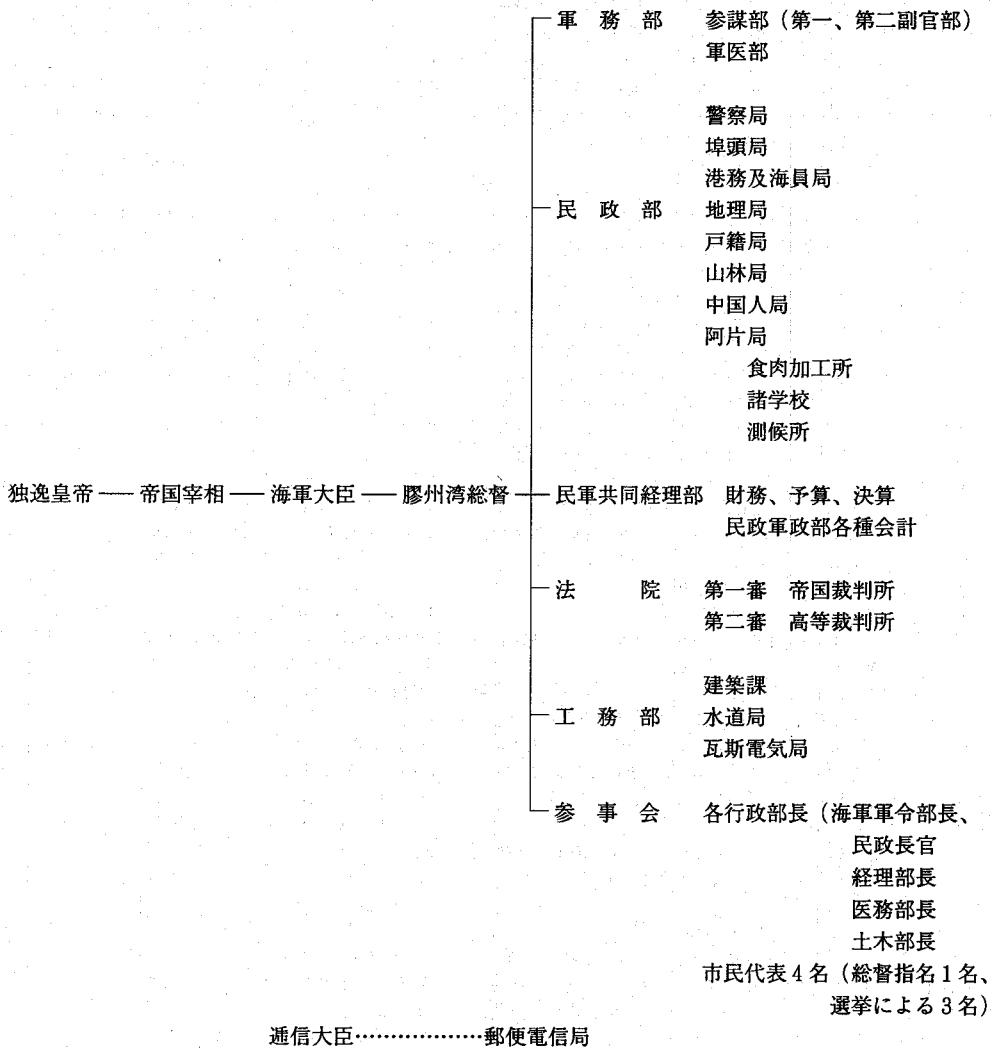 軍務部 参謀部（第一、第二副官部）
軍医部
警察局
埠頭局
港務及海員局
民政部 地理局
戸籍局
山林局
中国人局
阿片局
食肉加工所
諸学校
測候所
独逸皇帝 ── 帝国宰相 ── 海軍大臣 ── 膠州湾総督 ── 民軍共同経理部 財務、予算、決算
民政軍政部各種会計
法院 第一審 帝国裁判所
第二審 高等裁判所
建築課
工務部 水道局
瓦斯電気局
参事会 各行政部長（海軍軍令部長、
民政長官
経理部長
医務部長
土木部長
市民代表4名（総督指名1名、
選挙による3名）
逓信大臣………………郵便電信局